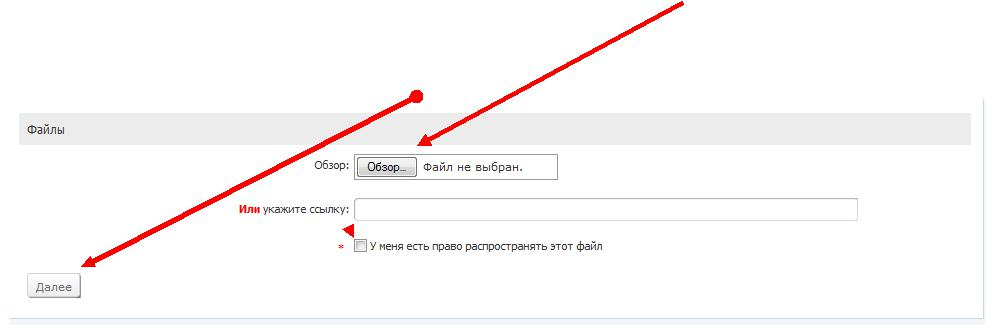 Файлы
Обзор: Обзор... Файл не выбран.
Или укажите ссылку:
* У меня есть право распространять этот файл
Далее